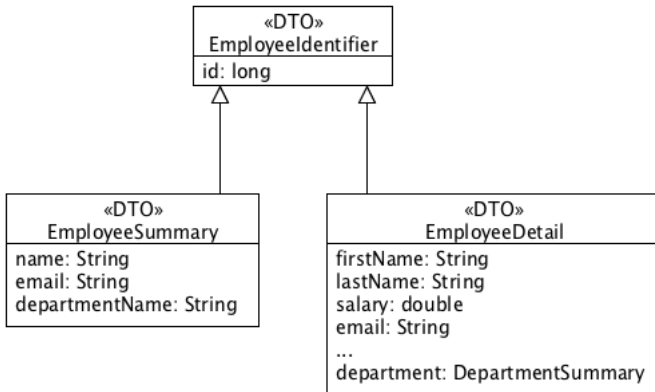 «DTO»
EmployeeIdentifier
id: long
«DTO»
EmployeeSummary
name: String
email: String
departmentName: String
«DTO»
EmployeeDetail
firstName: String
lastName: String
salary: double
email: String
...
department: DepartmentSummary